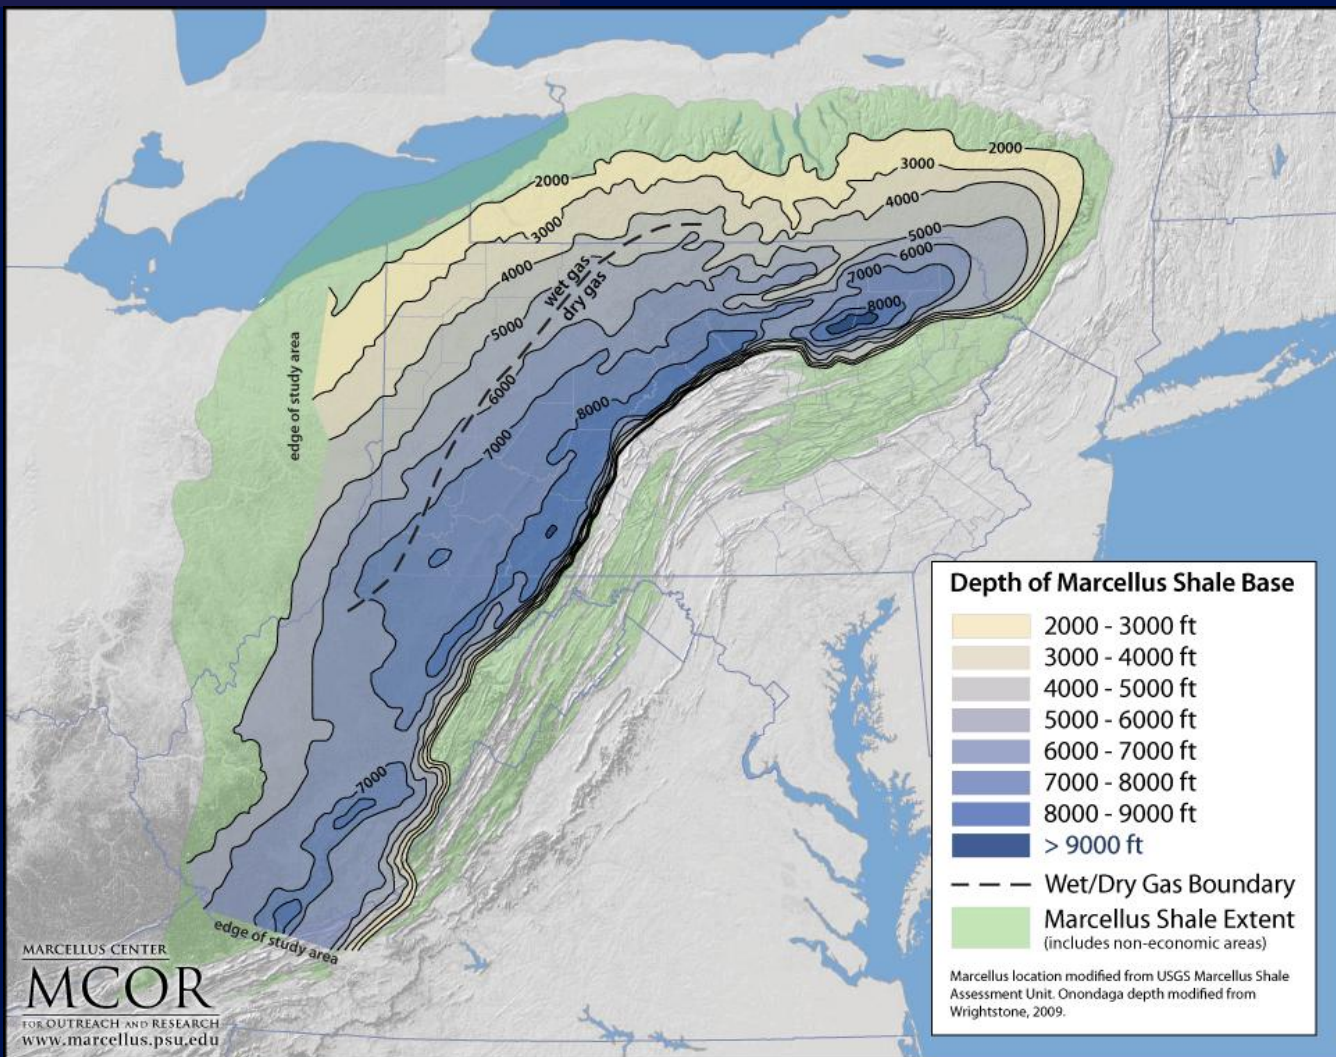 2000
3000
2000
3000
4000
5000
6000
7000
8000
4000
wet gas
dry gas
5000
6000
8000
7000
edge of study area
7000
edge of study area
Depth of Marcellus Shale Base
2000 - 3000 ft
3000 - 4000 ft
4000 - 5000 ft
5000 - 6000 ft
6000 - 7000 ft
7000 - 8000 ft
8000 - 9000 ft
> 9000 ft
Wet/Dry Gas Boundary
Marcellus Shale Extent
(includes non-economic areas)
Marcellus location modified from USGS Marcellus Shale
Assessment Unit. Onondaga depth modified from
Wrightstone, 2009.
MARCELLUS CENTER
MCOR
FOR OUTREACH AND RESEARCH
www.marcellus.psu.edu